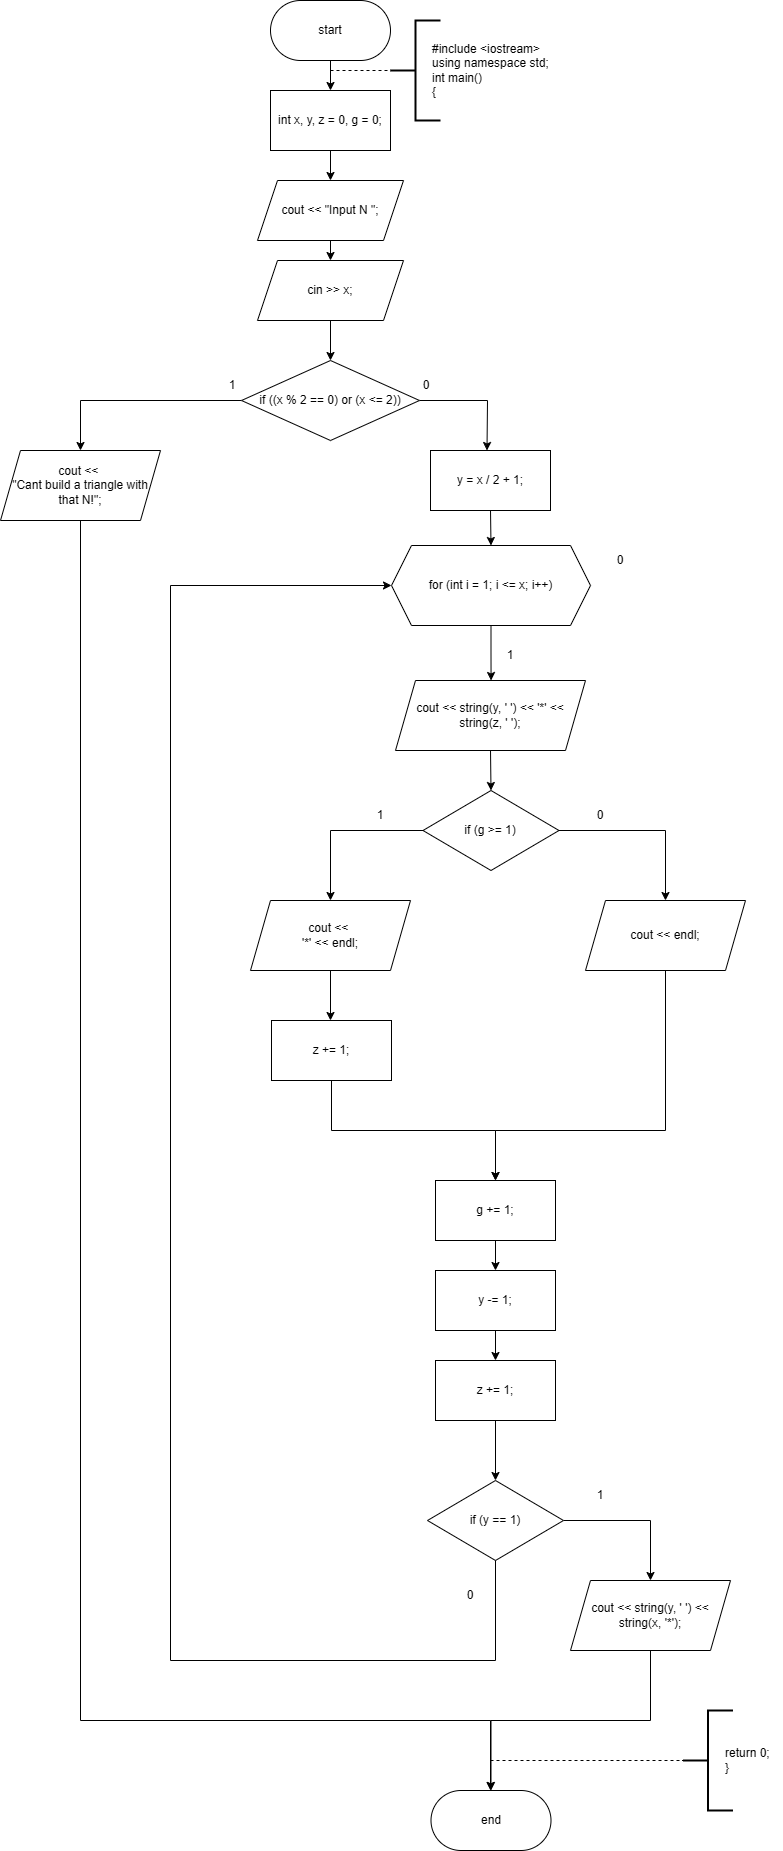 start
#include <iostream>
using namespace std;
int main()
{
int x, y, z = 0, g = 0;
cout << "Input N ";
cin >> x;
1
0
if ((x % 2 == 0) or (x <= 2))
cout <<
"Cant build a triangle with
that N!";
y = x / 2 + 1;
0
for (int i = 1; i <= x; i++)
1
cout << string(y, ' ') << '*' <<
string(z, ' ');
1
0
if (g >= 1)
cout <<
'*' << endl;
cout << endl;
z += 1;
g += 1;
y -= 1;
z += 1;
1
if (y == 1)
0
cout << string(y, ' ') <<
string(x, '*');
return 0;
}
end